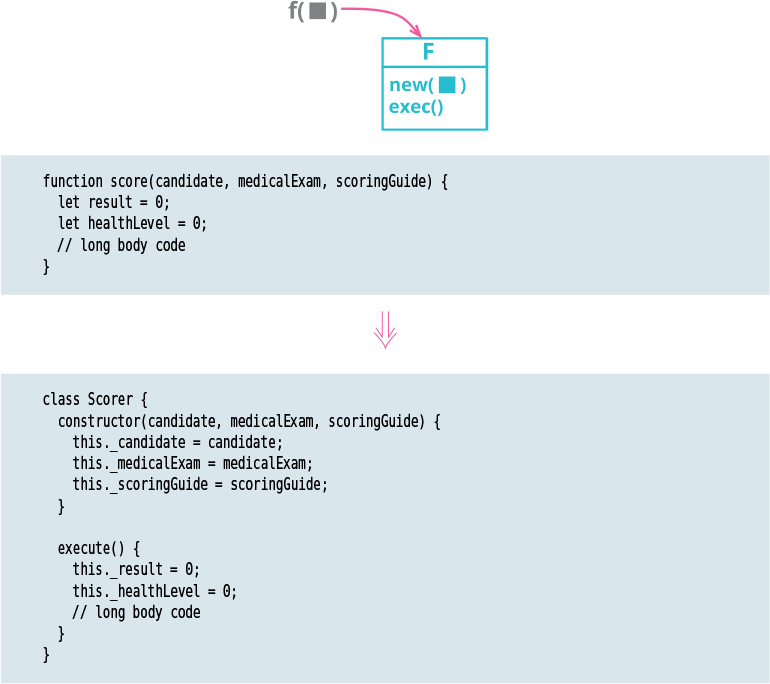 f( )
F
new( )
exec()
function score(candidate, medicalExam, scoringGuide) {
  let result = 0;
  let healthLevel = 0;
  // long body code
}
class Scorer {
  constructor(candidate, medicalExam, scoringGuide) {
    this._candidate = candidate;
    this._medicalExam = medicalExam;
    this._scoringGuide = scoringGuide;
  }
  execute() {
    this._result = 0;
    this._healthLevel = 0;
    // long body code
  }
}